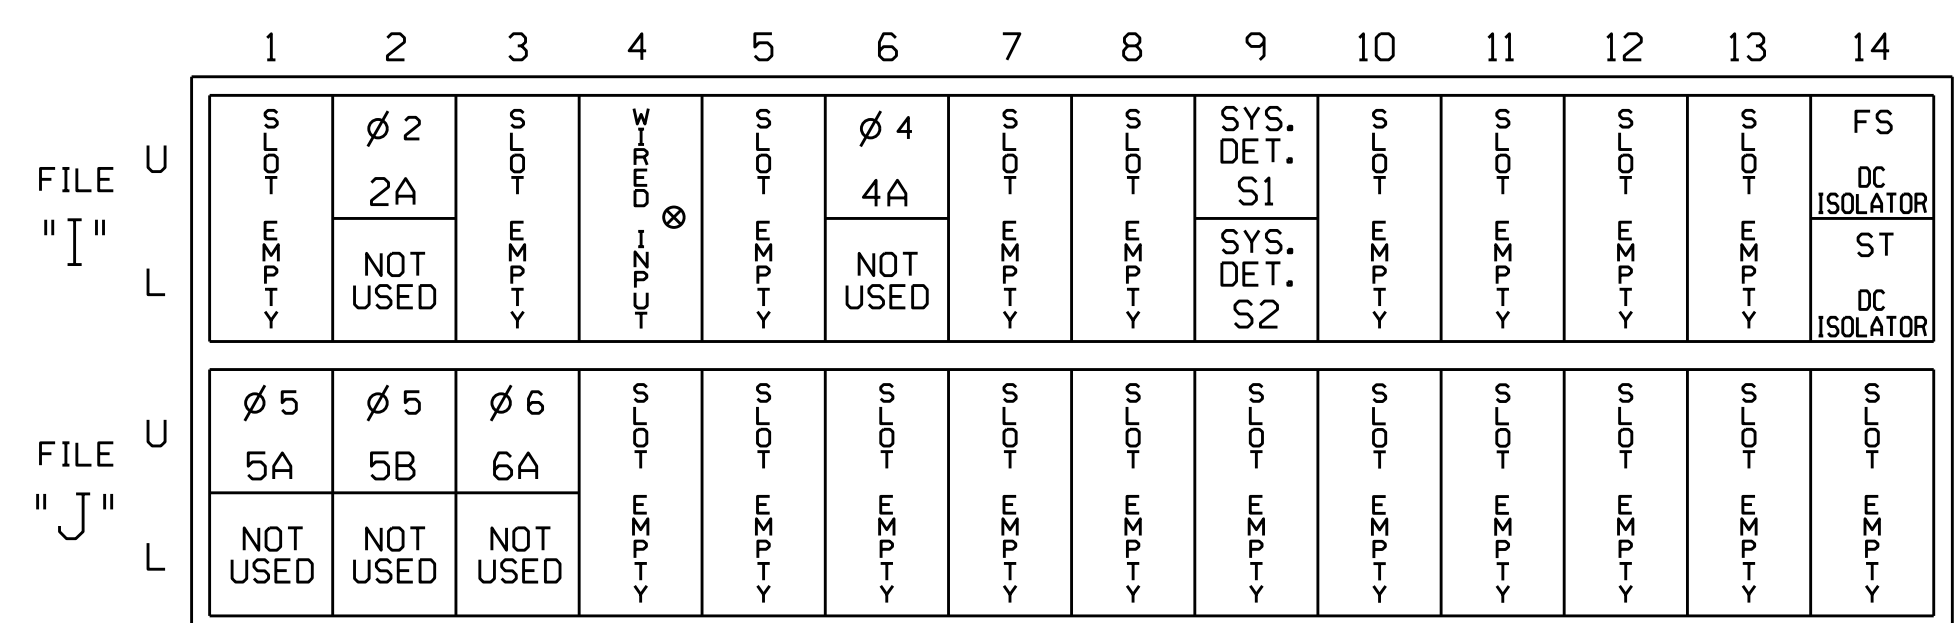 1 2 3 4 5 6 7 8 9 10 11 12 13 14
FILE
"I"
U
L
SLOT EMPTY
Ø 2
2A
NOT
USED
SLOT EMPTY
WIRED INPUT
⊗
SLOT EMPTY
Ø 4
4A
NOT
USED
SLOT EMPTY
SLOT EMPTY
SYS.
DET.
S1
SYS.
DET.
S2
SLOT EMPTY
SLOT EMPTY
SLOT EMPTY
SLOT EMPTY
FS
DC
ISOLATOR
ST
DC
ISOLATOR
FILE
"J"
U
L
Ø 5
5A
NOT
USED
Ø 5
5B
NOT
USED
Ø 6
6A
NOT
USED
SLOT EMPTY
SLOT EMPTY
SLOT EMPTY
SLOT EMPTY
SLOT EMPTY
SLOT EMPTY
SLOT EMPTY
SLOT EMPTY
SLOT EMPTY
SLOT EMPTY
SLOT EMPTY